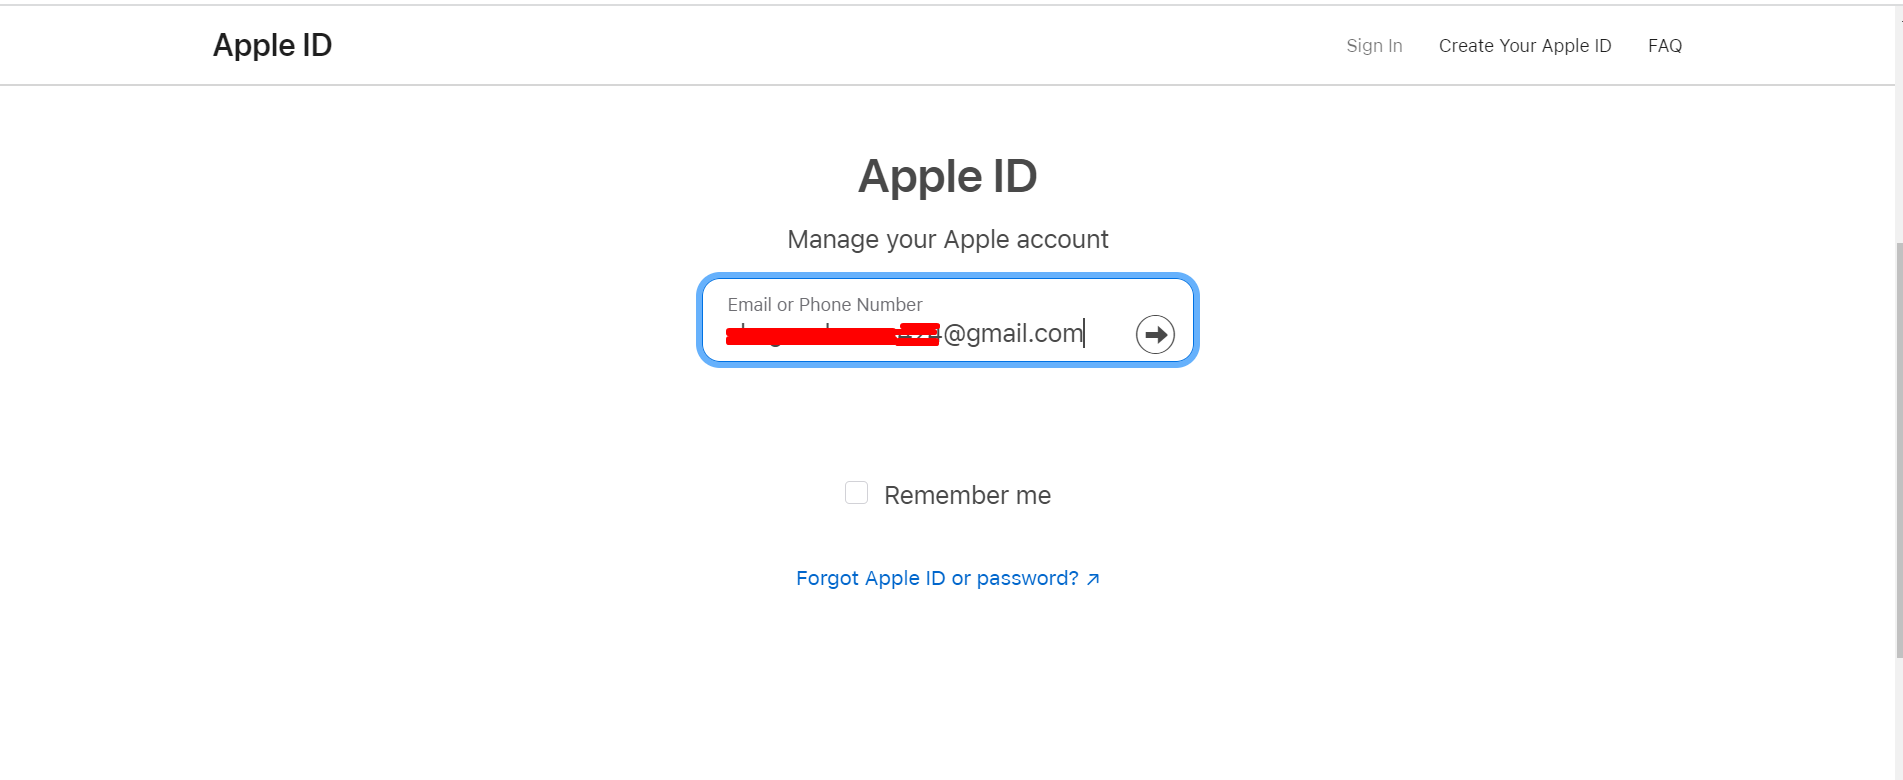 Apple ID
Sign In
Create Your Apple ID
FAQ
Apple ID
Manage your Apple account
Email or Phone Number
@gmail.com
Remember me
Forgot Apple ID or password? ↗